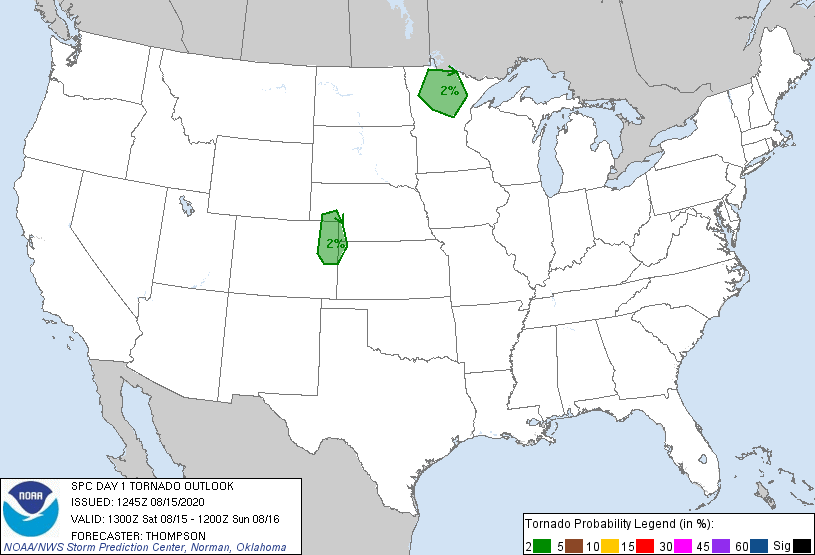 2%
2%
NOAA
SPC DAY 1 TORNADO OUTLOOK
ISSUED: 1245Z 08/15/2020
VALID: 1300Z Sat 08/15 - 1200Z Sun 08/16
FORECASTER: THOMPSON
NOAA/NWS Storm Prediction Center, Norman, Oklahoma
Tornado Probability Legend (in %):
2 5 10 15 30 45 60 Sig